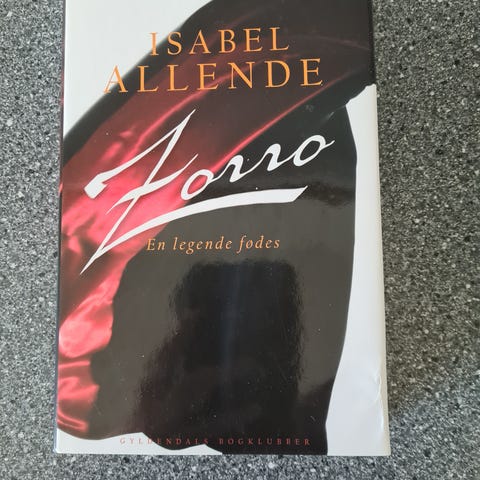 ISABEL
ALLENDE
Zorro
En legende fødes
GYLDENDALS BOGKLUBBER